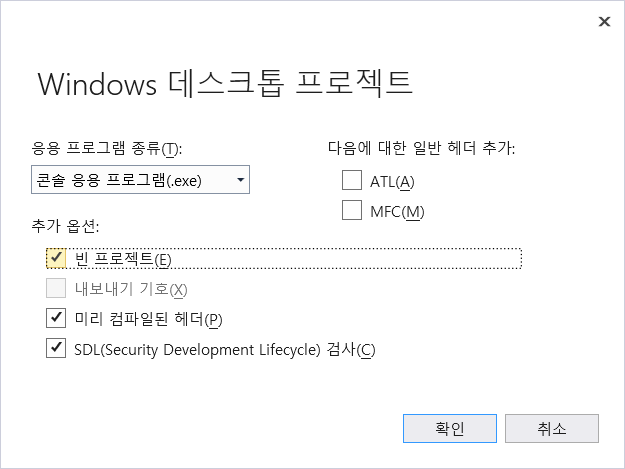 Windows 데스크톱 프로젝트
응용 프로그램 종류(T):
콘솔 응용 프로그램(.exe)
다음에 대한 일반 헤더 추가:
ATL(A)
MFC(M)
추가 옵션:
빈 프로젝트(E)
내보내기 기호(X)
미리 컴파일된 헤더(P)
SDL(Security Development Lifecycle) 검사(C)
확인
취소